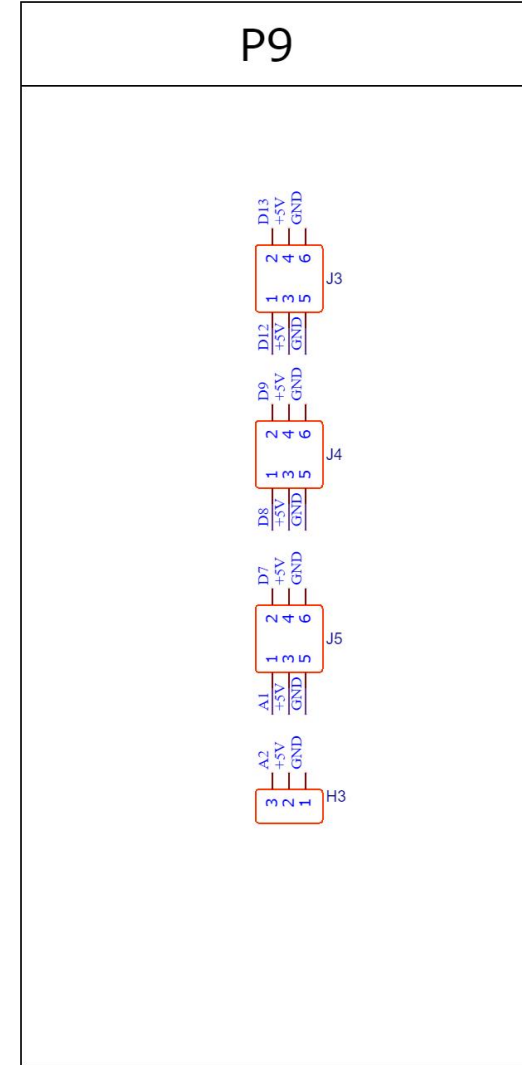 P9
D13 +5V GND
2 4 6
J3
1 3 5
D12 +5V GND
D9 +5V GND
2 4 6
J4
1 3 5
D8 +5V GND
D7 +5V GND
2 4 6
J5
1 3 5
A1 +5V GND
A2 +5V GND
3 2 1
H3